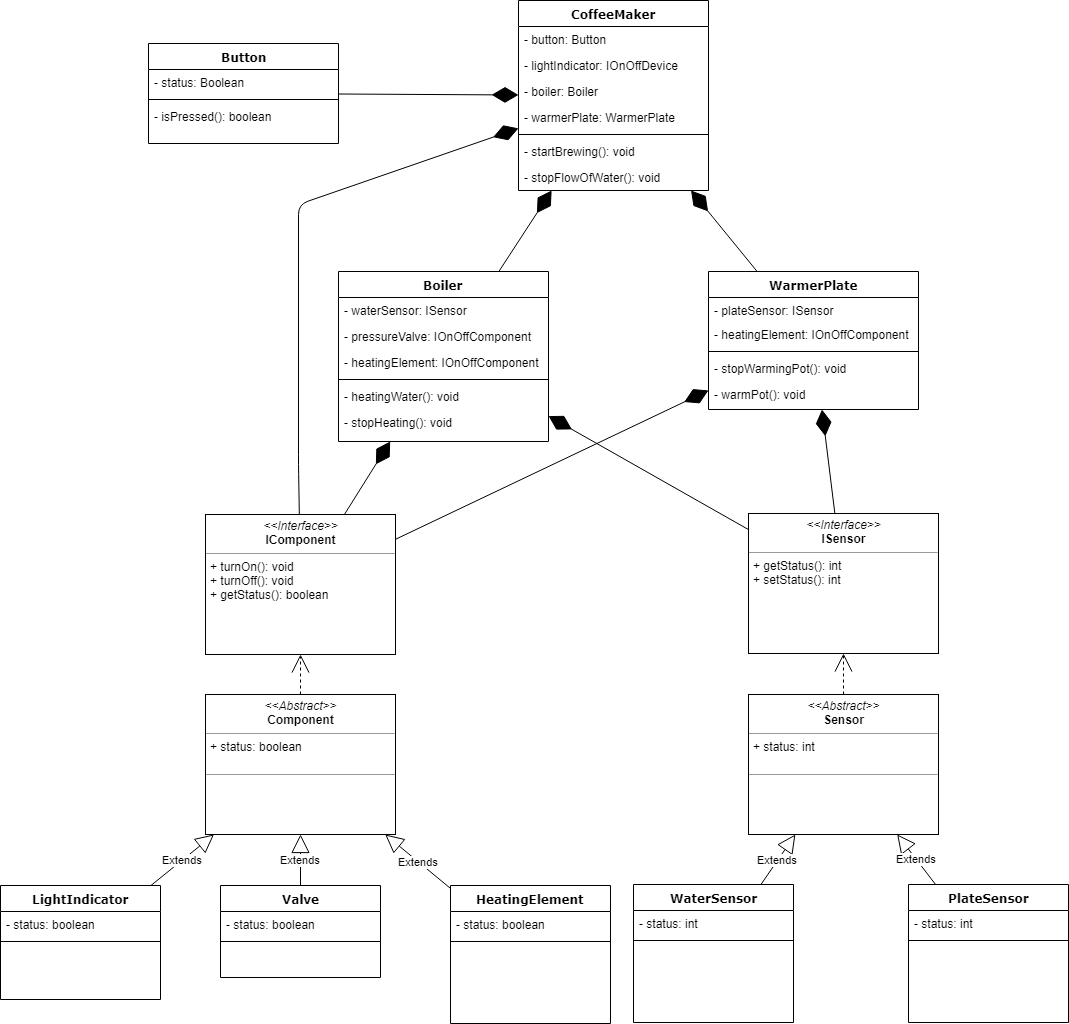 CoffeeMaker
- button: Button
- lightIndicator: IOnOffDevice
- boiler: Boiler
- warmerPlate: WarmerPlate
- startBrewing(): void
- stopFlowOfWater(): void
Button
- status: Boolean
- isPressed(): boolean
Boiler
- waterSensor: ISensor
- pressureValve: IOnOffComponent
- heatingElement: IOnOffComponent
- heatingWater(): void
- stopHeating(): void
WarmerPlate
- plateSensor: ISensor
- heatingElement: IOnOffComponent
- stopWarmingPot(): void
- warmPot(): void
<<Interface>>
IComponent
+ turnOn(): void
+ turnOff(): void
+ getStatus(): boolean
<<Interface>>
ISensor
+ getStatus(): int
+ setStatus(): int
<<Abstract>>
Component
+ status: boolean
<<Abstract>>
Sensor
+ status: int
Extends
Extends
Extends
Extends
Extends
LightIndicator
- status: boolean
Valve
- status: boolean
HeatingElement
- status: boolean
WaterSensor
- status: int
PlateSensor
- status: int